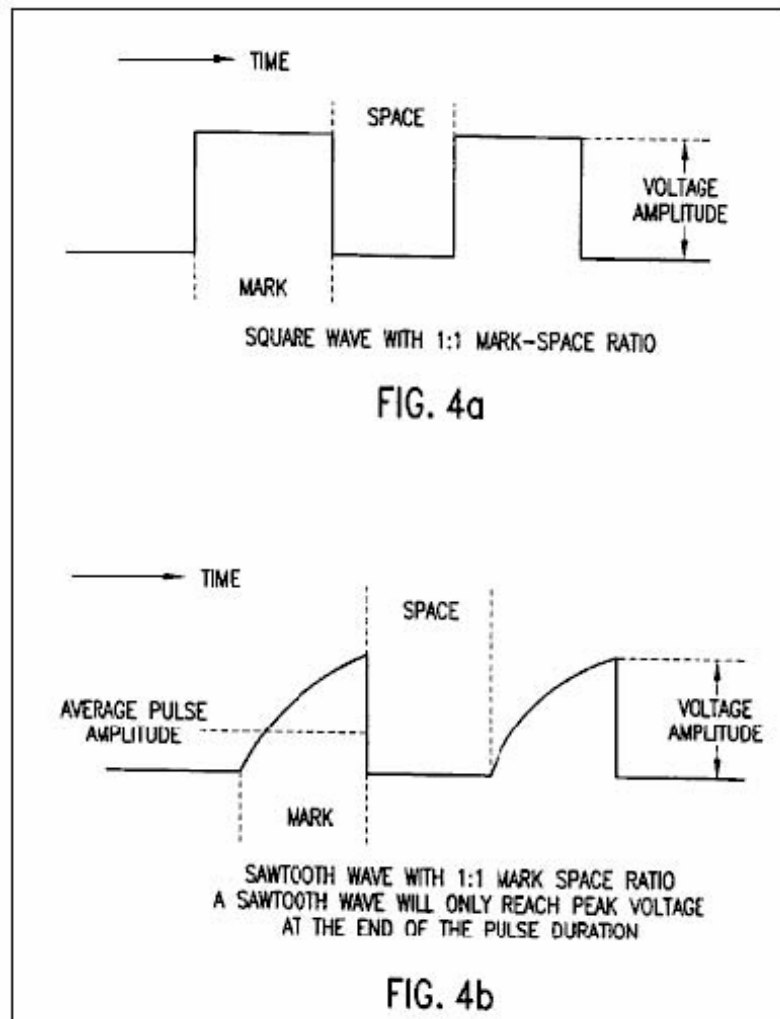 TIME
SPACE
VOLTAGE
AMPLITUDE
MARK
SQUARE WAVE WITH 1:1 MARK-SPACE RATIO
FIG. 4a
TIME
SPACE
AVERAGE PULSE
AMPLITUDE
VOLTAGE
AMPLITUDE
MARK
SAWTOOTH WAVE WITH 1:1 MARK SPACE RATIO
A SAWTOOTH WAVE WILL ONLY REACH PEAK VOLTAGE
AT THE END OF THE PULSE DURATION
FIG. 4b